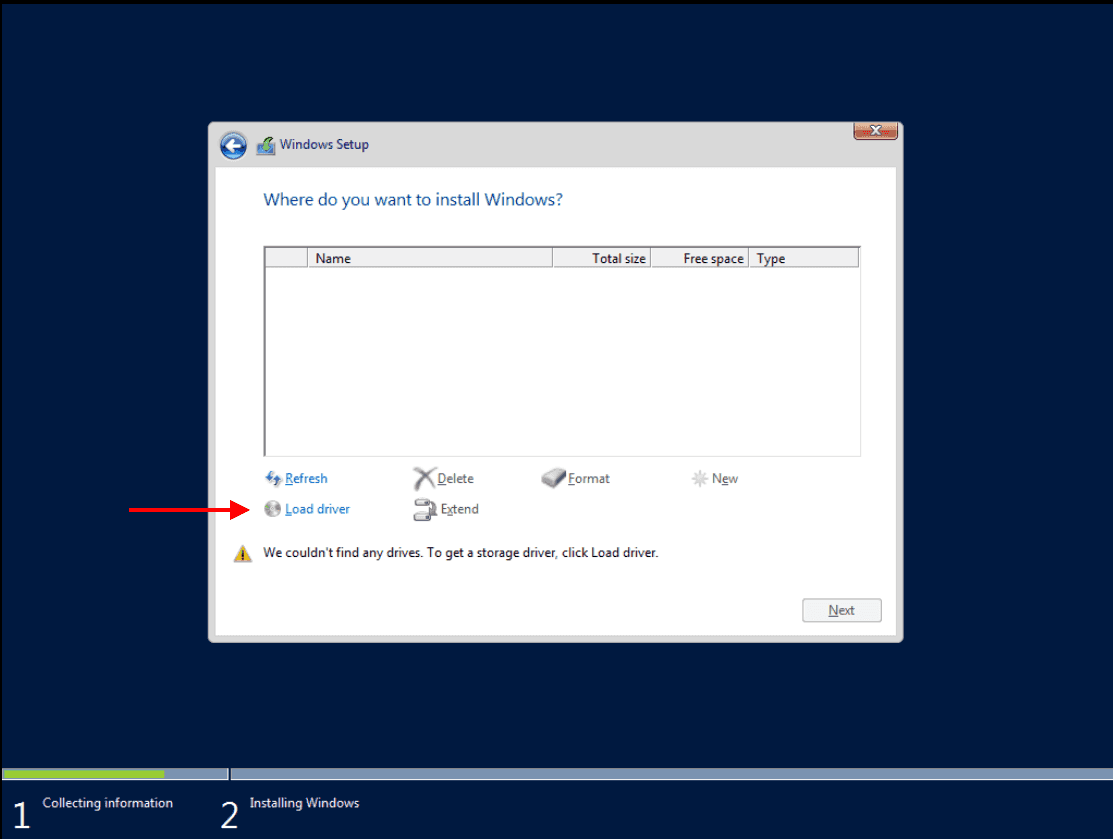 Windows Setup
Where do you want to install Windows?
Name Total size Free space Type
Refresh Delete Format New
Load driver Extend
We couldn't find any drives. To get a storage driver, click Load driver.
Next
1 Collecting information 2 Installing Windows